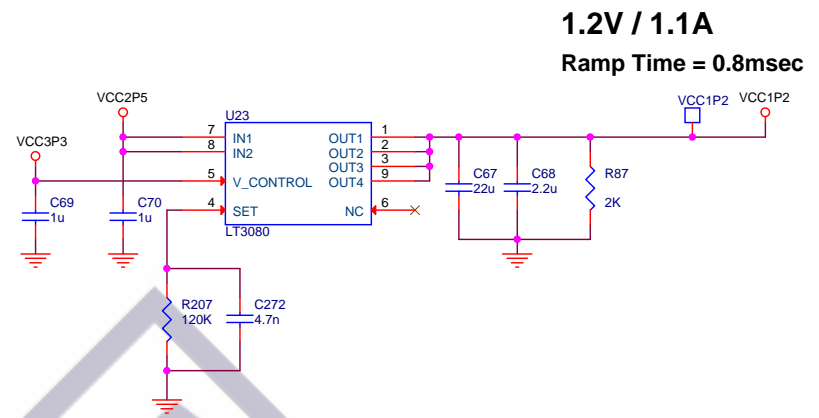 1.2V / 1.1A
Ramp Time = 0.8msec
VCC2P5
VCC1P2
VCC1P2
U23
VCC3P3
7
IN1
OUT1
1
8
IN2
OUT2
2
OUT3
3
5
V_CONTROL
OUT4
9
4
SET
NC
6
LT3080
C69
1u
C70
1u
C67
22u
C68
2.2u
R87
2K
R207
120K
C272
4.7n